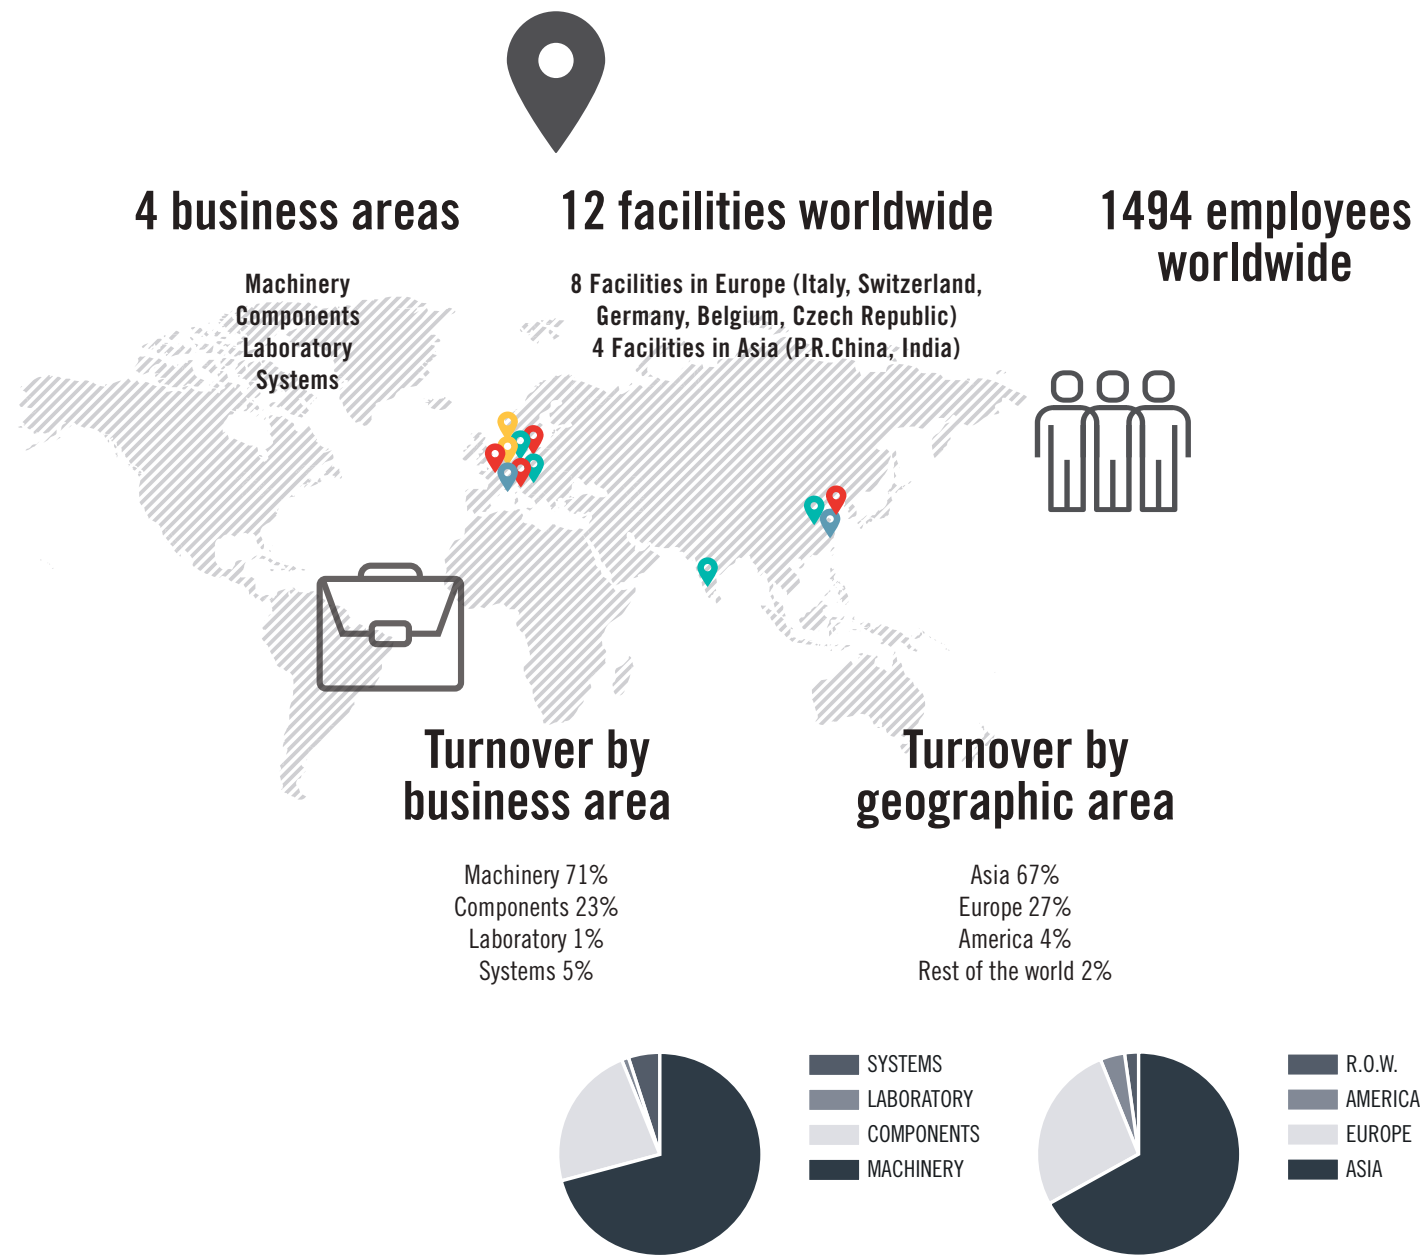 4 business areas
Machinery
Components
Laboratory
Systems
12 facilities worldwide
8 Facilities in Europe (Italy, Switzerland,
Germany, Belgium, Czech Republic)
4 Facilities in Asia (P.R.China, India)
1494 employees
worldwide
Turnover by
business area
Machinery 71%
Components 23%
Laboratory 1%
Systems 5%
Turnover by
geographic area
Asia 67%
Europe 27%
America 4%
Rest of the world 2%
SYSTEMS
LABORATORY
COMPONENTS
MACHINERY
R.O.W.
AMERICA
EUROPE
ASIA